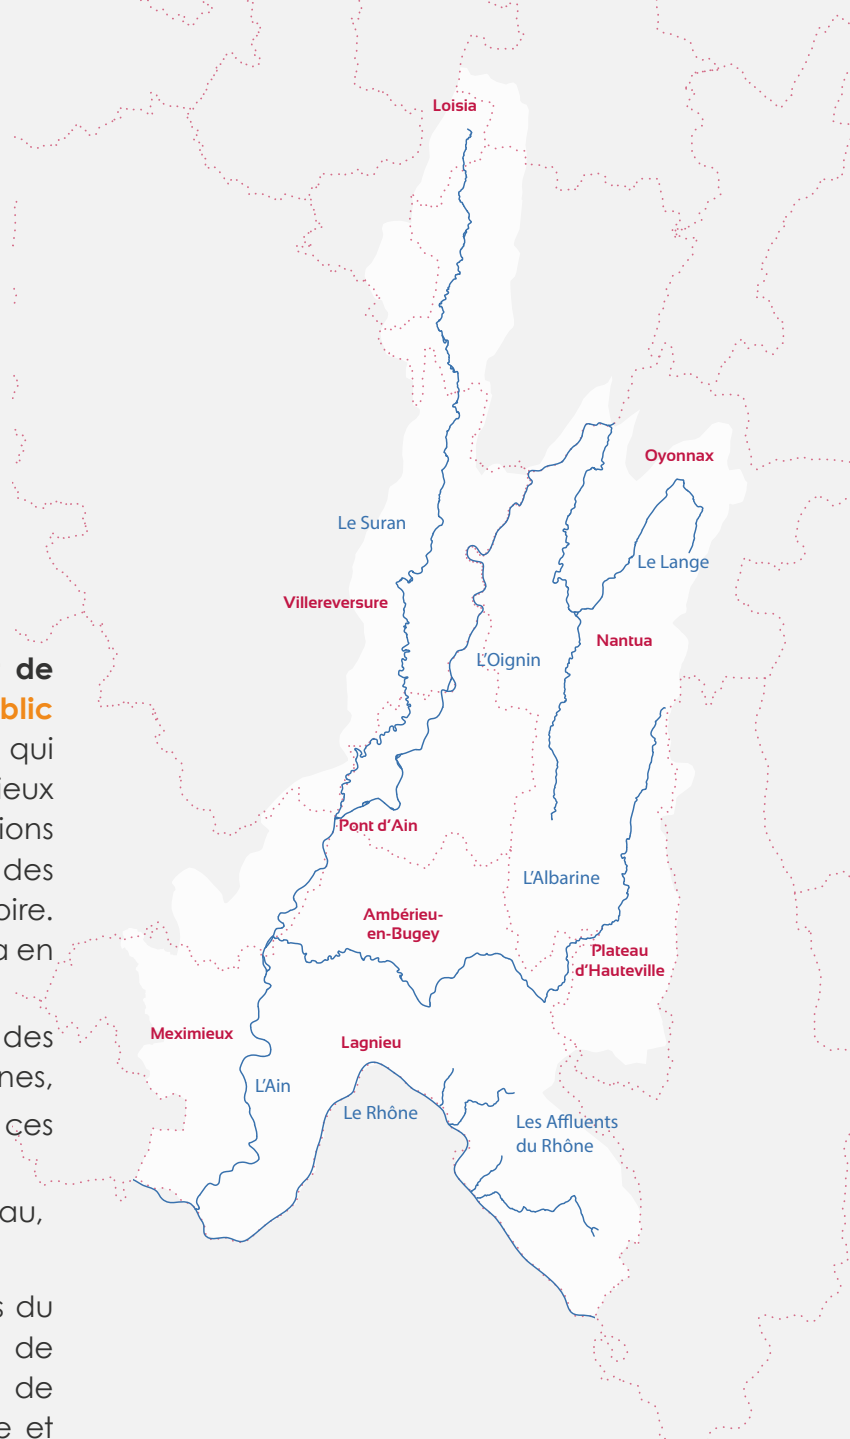 Loisia
Oyonnax
Le Suran
Le Lange
Villereversure
Nantua
L'Oignin
Pont d'Ain
L'Albarine
Ambérieu-
en-Bugey
Plateau
d'Hauteville
Meximieux
Lagnieu
L'Ain
Le Rhône
Les Affluents
du Rhône
de
blic
qui
ieux
ions
des
oire.
a en
des
nes,
ces
au,
s du
de
de
e et